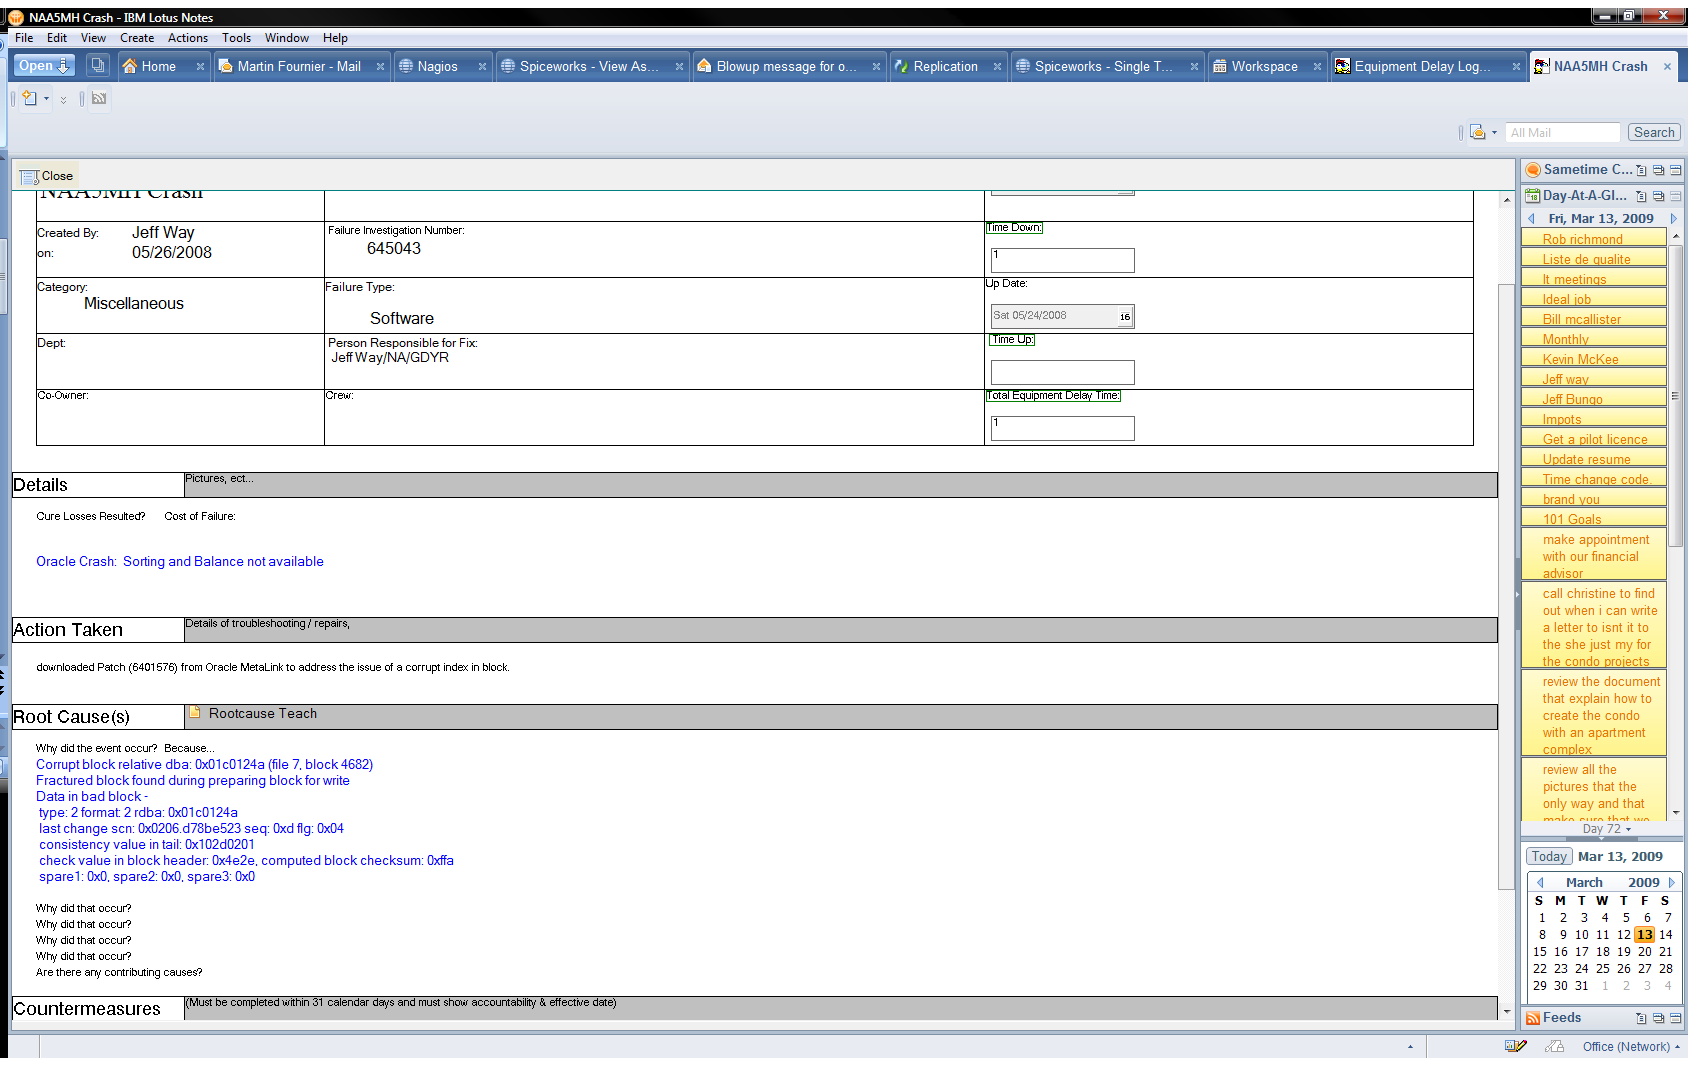 NAA5MH Crash - IBM Lotus Notes
File Edit View Create Actions Tools Window Help
Open Home Martin Fournier - Mail Nagios Spiceworks - View As... Blowup message for o... Replication Spiceworks - Single T... Workspace Equipment Delay Log... NAA5MH Crash
All Mail Search
Close
NAA5MH Crash
Created By: Jeff Way
on: 05/26/2008
Failure Investigation Number:
645043
Time Down:
1
Category:
Miscellaneous
Failure Type:
Software
Up Date:
Sat 05/24/2008 16
Dept:
Person Responsible for Fix:
Jeff Way/NA/GDYR
Time Up:
Co-Owner:
Crew:
Total Equipment Delay Time:
1
Details
Pictures, ect...
Cure Losses Resulted? Cost of Failure:
Oracle Crash: Sorting and Balance not available
Action Taken
Details of troubleshooting / repairs,
downloaded Patch (6401576) from Oracle MetaLink to address the issue of a corrupt index in block.
Root Cause(s)
Rootcause Teach
Why did the event occur? Because...
Corrupt block relative dba: 0x01c0124a (file 7, block 4682)
Fractured block found during preparing block for write
Data in bad block -
type: 2 format: 2 rdba: 0x01c0124a
last change scn: 0x0206.d78be523 seq: 0xd flg: 0x04
consistency value in tail: 0x102d0201
check value in block header: 0x4e2e, computed block checksum: 0xffa
spare1: 0x0, spare2: 0x0, spare3: 0x0
Why did that occur?
Why did that occur?
Why did that occur?
Why did that occur?
Are there any contributing causes?
Countermeasures
(Must be completed within 31 calendar days and must show accountability & effective date)
Sametime C...
Day-At-A-Gl...
Fri, Mar 13, 2009
Rob richmond
Liste de qualite
It meetings
Ideal job
Bill mcallister
Monthly
Kevin McKee
Jeff way
Jeff Bungo
Impots
Get a pilot licence
Update resume
Time change code.
brand you
101 Goals
make appointment
with our financial
advisor
call christine to find
out when i can write
a letter to isnt it to
the she just my for
the condo projects
review the document
that explain how to
create the condo
with an apartment
complex
review all the
pictures that the
only way and that
make sure that we
Day 72
Today Mar 13, 2009
March 2009
S M T W T F S
1 2 3 4 5 6 7
8 9 10 11 12 13 14
15 16 17 18 19 20 21
22 23 24 25 26 27 28
29 30 31 1 2 3 4
Feeds
Office (Network)